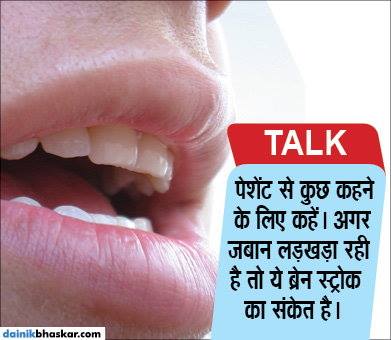 TALK
पेशेंट से कुछ कहने
के लिए कहें। अगर
जबान लड़खड़ा रही
है तो ये ब्रेन स्ट्रोक
का संकेत है।
dainikbhaskar.com